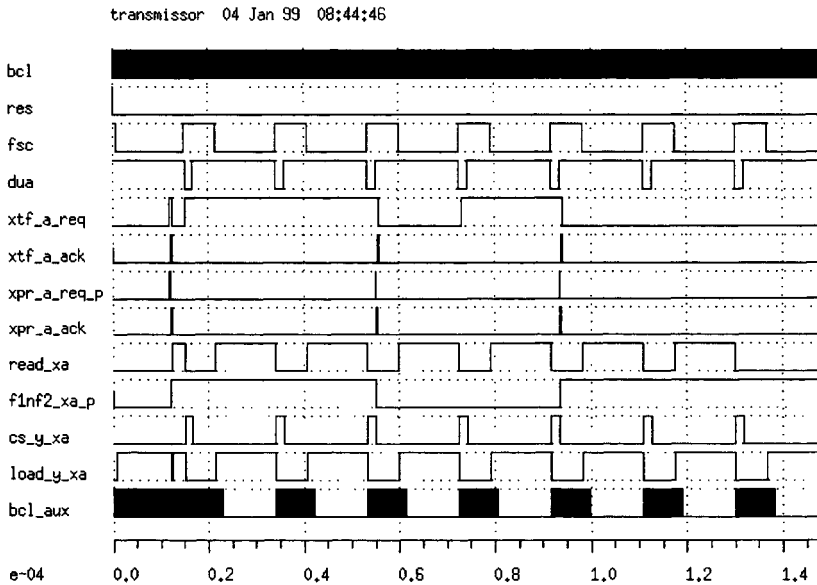 transmissor 04 Jan 99 08:44:46
bcl
res
fsc
dua
xtf_a_req
xtf_a_ack
xpr_a_req_p
xpr_a_ack
read_xa
f1nf2_xa_p
cs_y_xa
load_y_xa
bcl_aux
e-04 0.0 0.2 0.4 0.6 0.8 1.0 1.2 1.4